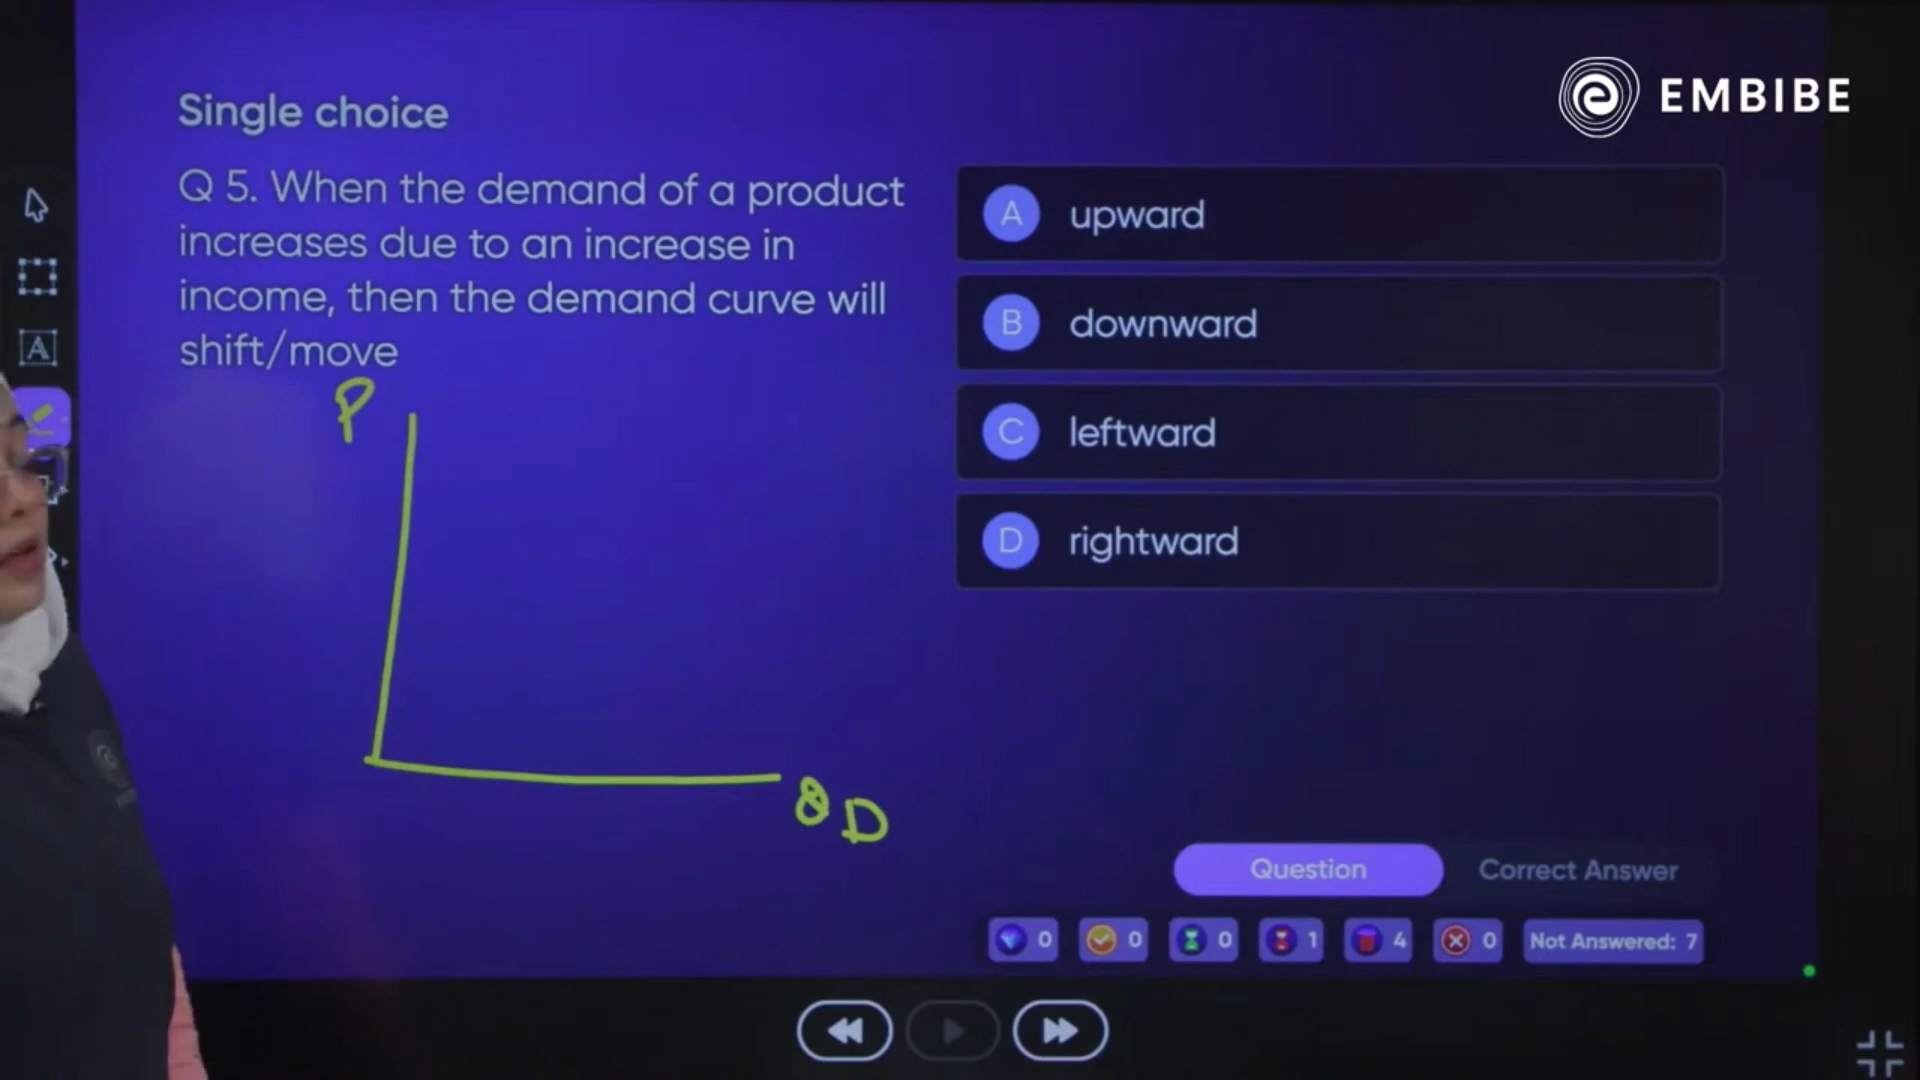 EMBIBE
Single choice
Q 5. When the demand of a product
increases due to an increase in
income, then the demand curve will
shift/move
A upward
B downward
C leftward
D rightward
P
QD
Question
Correct Answer
0
0
0
1
4
0
Not Answered: 7